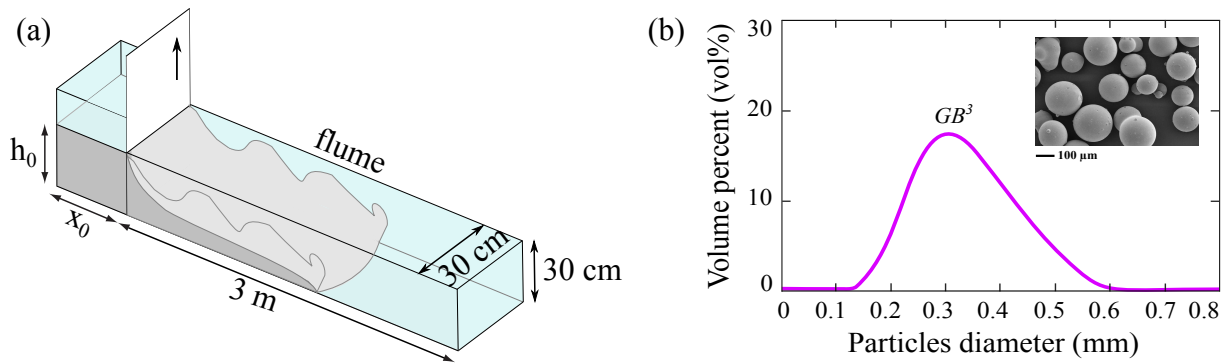 (a)
h₀
x₀
flume
3 m
30 cm
30 cm
(b)
Volume percent (vol%)
30
20
10
0
GB³
100 µm
0 0.1 0.2 0.3 0.4 0.5 0.6 0.7 0.8
Particles diameter (mm)